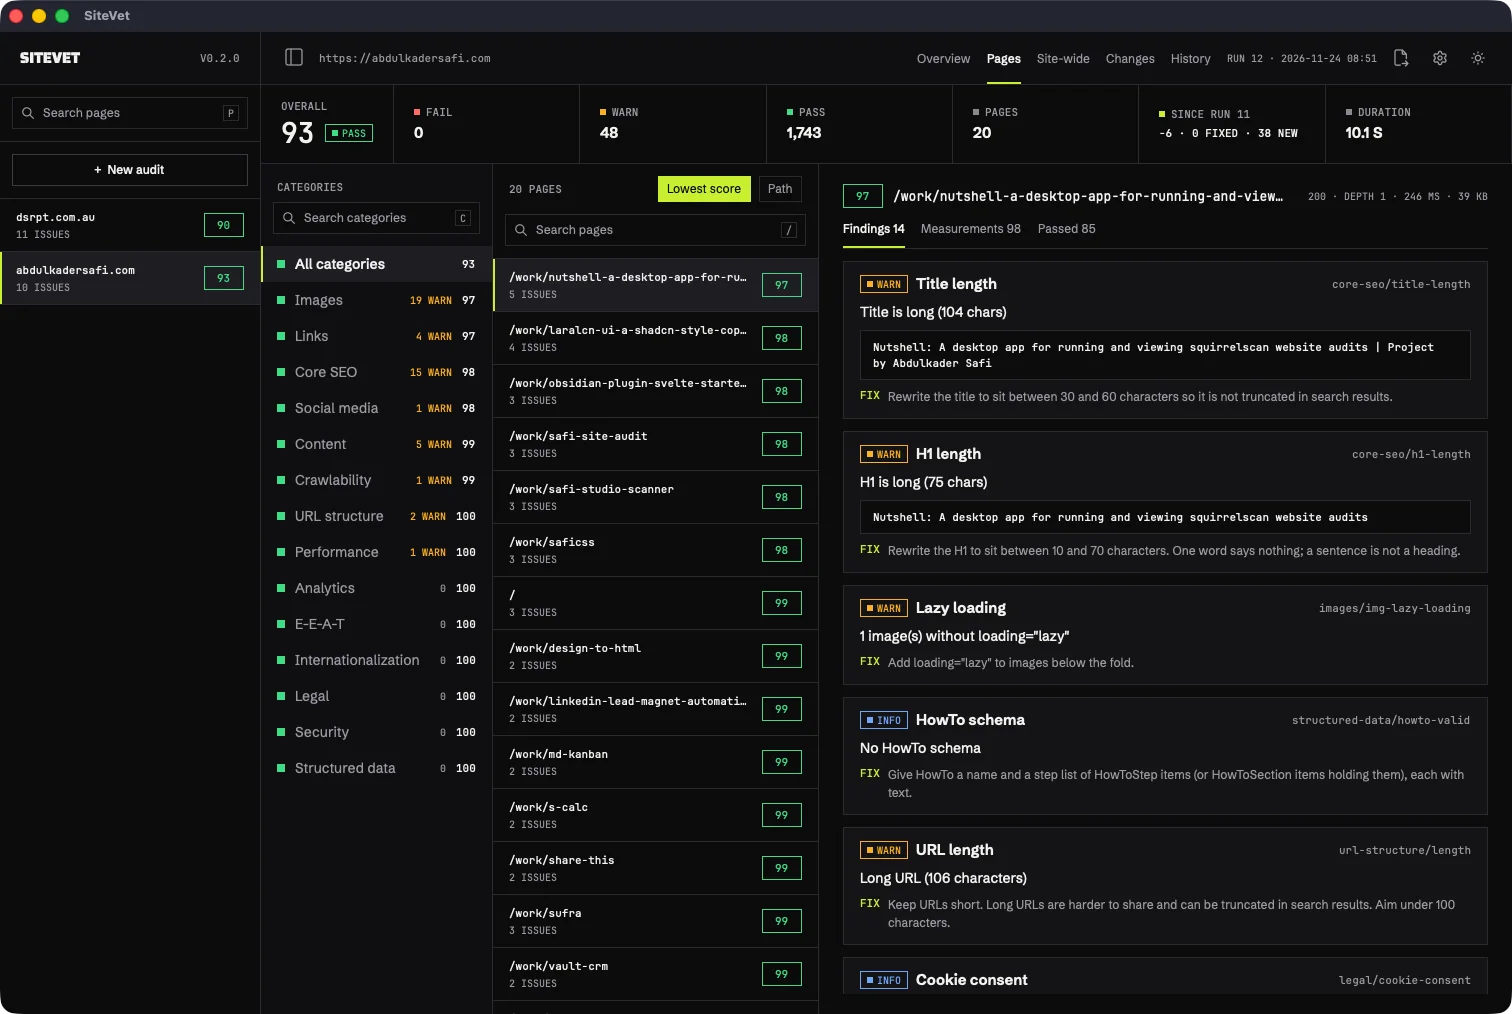 SiteVet
SITEVET
V0.2.0
https://abdulkadersafi.com
Overview
Pages
Site-wide
Changes
History
RUN 12 · 2026-11-24 08:51
Search pages
P
+ New audit
dsrpt.com.au
11 ISSUES
90
abdulkadersafi.com
10 ISSUES
93
OVERALL
93
PASS
FAIL
0
WARN
48
PASS
1,743
PAGES
20
SINCE RUN 11
-6 · 0 FIXED · 38 NEW
DURATION
10.1 S
CATEGORIES
Search categories
C
All categories 93
Images 19 WARN 97
Links 4 WARN 97
Core SEO 15 WARN 98
Social media 1 WARN 98
Content 5 WARN 99
Crawlability 1 WARN 99
URL structure 2 WARN 100
Performance 1 WARN 100
Analytics 0 100
E-E-A-T 0 100
Internationalization 0 100
Legal 0 100
Security 0 100
Structured data 0 100
20 PAGES
Lowest score
Path
Search pages
/
/work/nutshell-a-desktop-app-for-ru…
5 ISSUES
97
/work/laralcn-ui-a-shadcn-style-cop…
4 ISSUES
98
/work/obsidian-plugin-svelte-starte…
3 ISSUES
98
/work/safi-site-audit
3 ISSUES
98
/work/safi-studio-scanner
3 ISSUES
98
/work/saficss
3 ISSUES
98
/
3 ISSUES
99
/work/design-to-html
2 ISSUES
99
/work/linkedin-lead-magnet-automati…
2 ISSUES
99
/work/md-kanban
2 ISSUES
99
/work/s-calc
2 ISSUES
99
/work/share-this
2 ISSUES
99
/work/sufra
3 ISSUES
99
/work/vault-crm
2 ISSUES
99
97
/work/nutshell-a-desktop-app-for-running-and-view…
200 · DEPTH 1 · 246 MS · 39 KB
Findings 14
Measurements 98
Passed 85
WARN Title length core-seo/title-length
Title is long (104 chars)
Nutshell: A desktop app for running and viewing squirrelscan website audits | Project
by Abdulkader Safi
FIX Rewrite the title to sit between 30 and 60 characters so it is not truncated in search results.
WARN H1 length core-seo/h1-length
H1 is long (75 chars)
Nutshell: A desktop app for running and viewing squirrelscan website audits
FIX Rewrite the H1 to sit between 10 and 70 characters. One word says nothing; a sentence is not a heading.
WARN Lazy loading images/img-lazy-loading
1 image(s) without loading="lazy"
FIX Add loading="lazy" to images below the fold.
INFO HowTo schema structured-data/howto-valid
No HowTo schema
FIX Give HowTo a name and a step list of HowToStep items (or HowToSection items holding them), each with
text.
WARN URL length url-structure/length
Long URL (106 characters)
FIX Keep URLs short. Long URLs are harder to share and can be truncated in search results. Aim under 100
characters.
INFO Cookie consent legal/cookie-consent